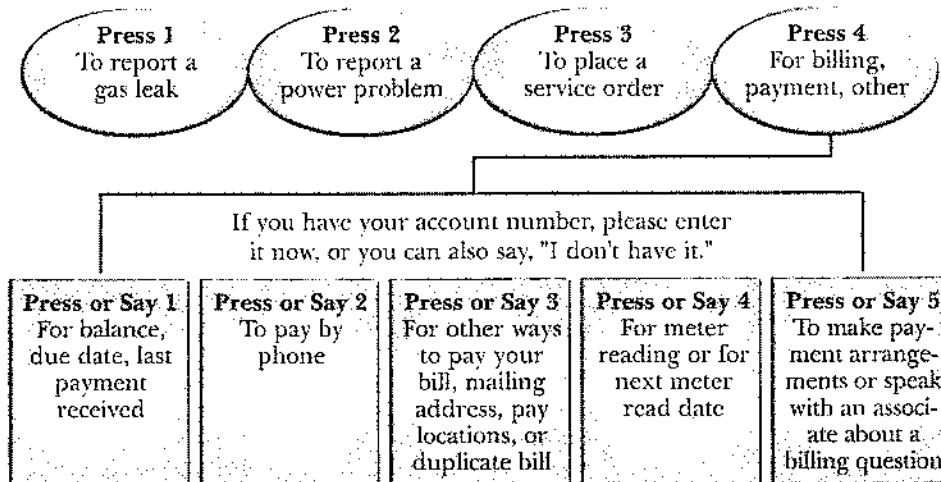 Press 1
To report a
gas leak
Press 2
To report a
power problem
Press 3
To place a
service order
Press 4
For billing,
payment, other
If you have your account number, please enter
it now, or you can also say, "I don't have it."
Press or Say 1
For balance,
due date, last
payment
received
Press or Say 2
To pay by
phone
Press or Say 3
For other ways
to pay your
bill, mailing
address, pay
locations, or
duplicate bill
Press or Say 4
For meter
reading or for
next meter
read date
Press or Say 5
To make pay-
ment arrange-
ments or speak
with an associ-
ate about a
billing question